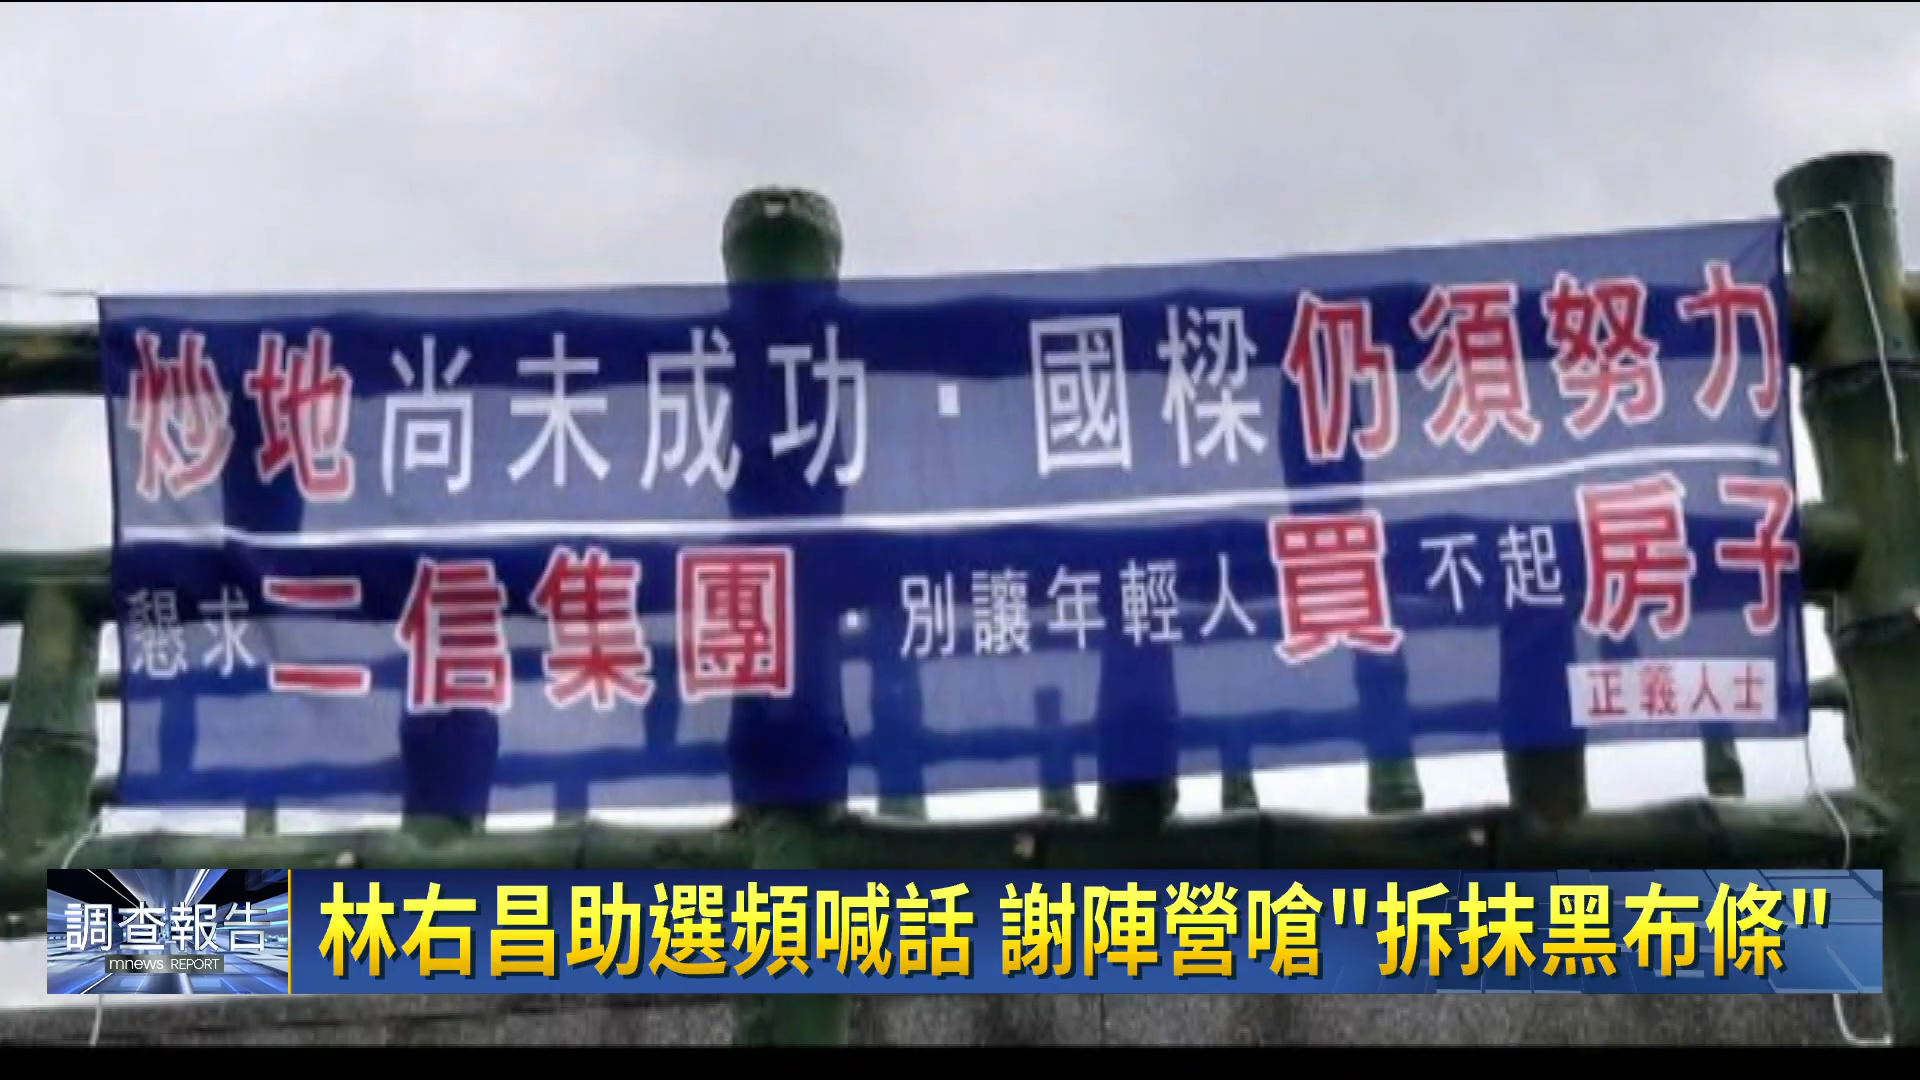 炒地尚未成功·國樑仍須努力
懇求二信集團·別讓年輕人買不起房子
正義人士
調查報告
mnews REPORT
林右昌助選頻喊話 謝陣營嗆"拆抹黑布條"